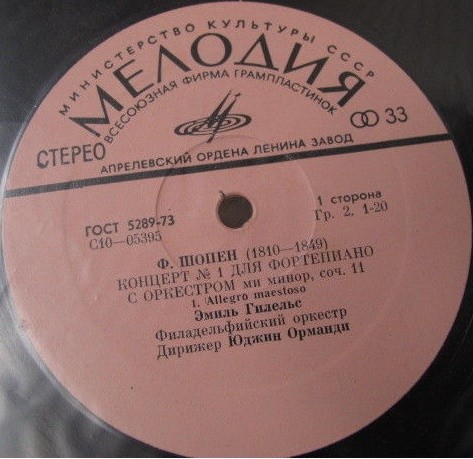 МИНИСТЕРСТВО КУЛЬТУРЫ СССР
МЕЛОДИЯ
ВСЕСОЮЗНАЯ ФИРМА ГРАМПЛАСТИНОК
СТЕРЕО
33
АПРЕЛЕВСКИЙ ОРДЕНА ЛЕНИНА ЗАВОД
ГОСТ 5289-73
С10—05395
1 сторона
Гр. 2. 1-20
Ф. ШОПЕН (1810—1849)
КОНЦЕРТ № 1 ДЛЯ ФОРТЕПИАНО
С ОРКЕСТРОМ ми минор, соч. 11
1. Allegro maestoso
Эмиль Гилельс
Филадельфийский оркестр
Дирижер Юджин Орманди